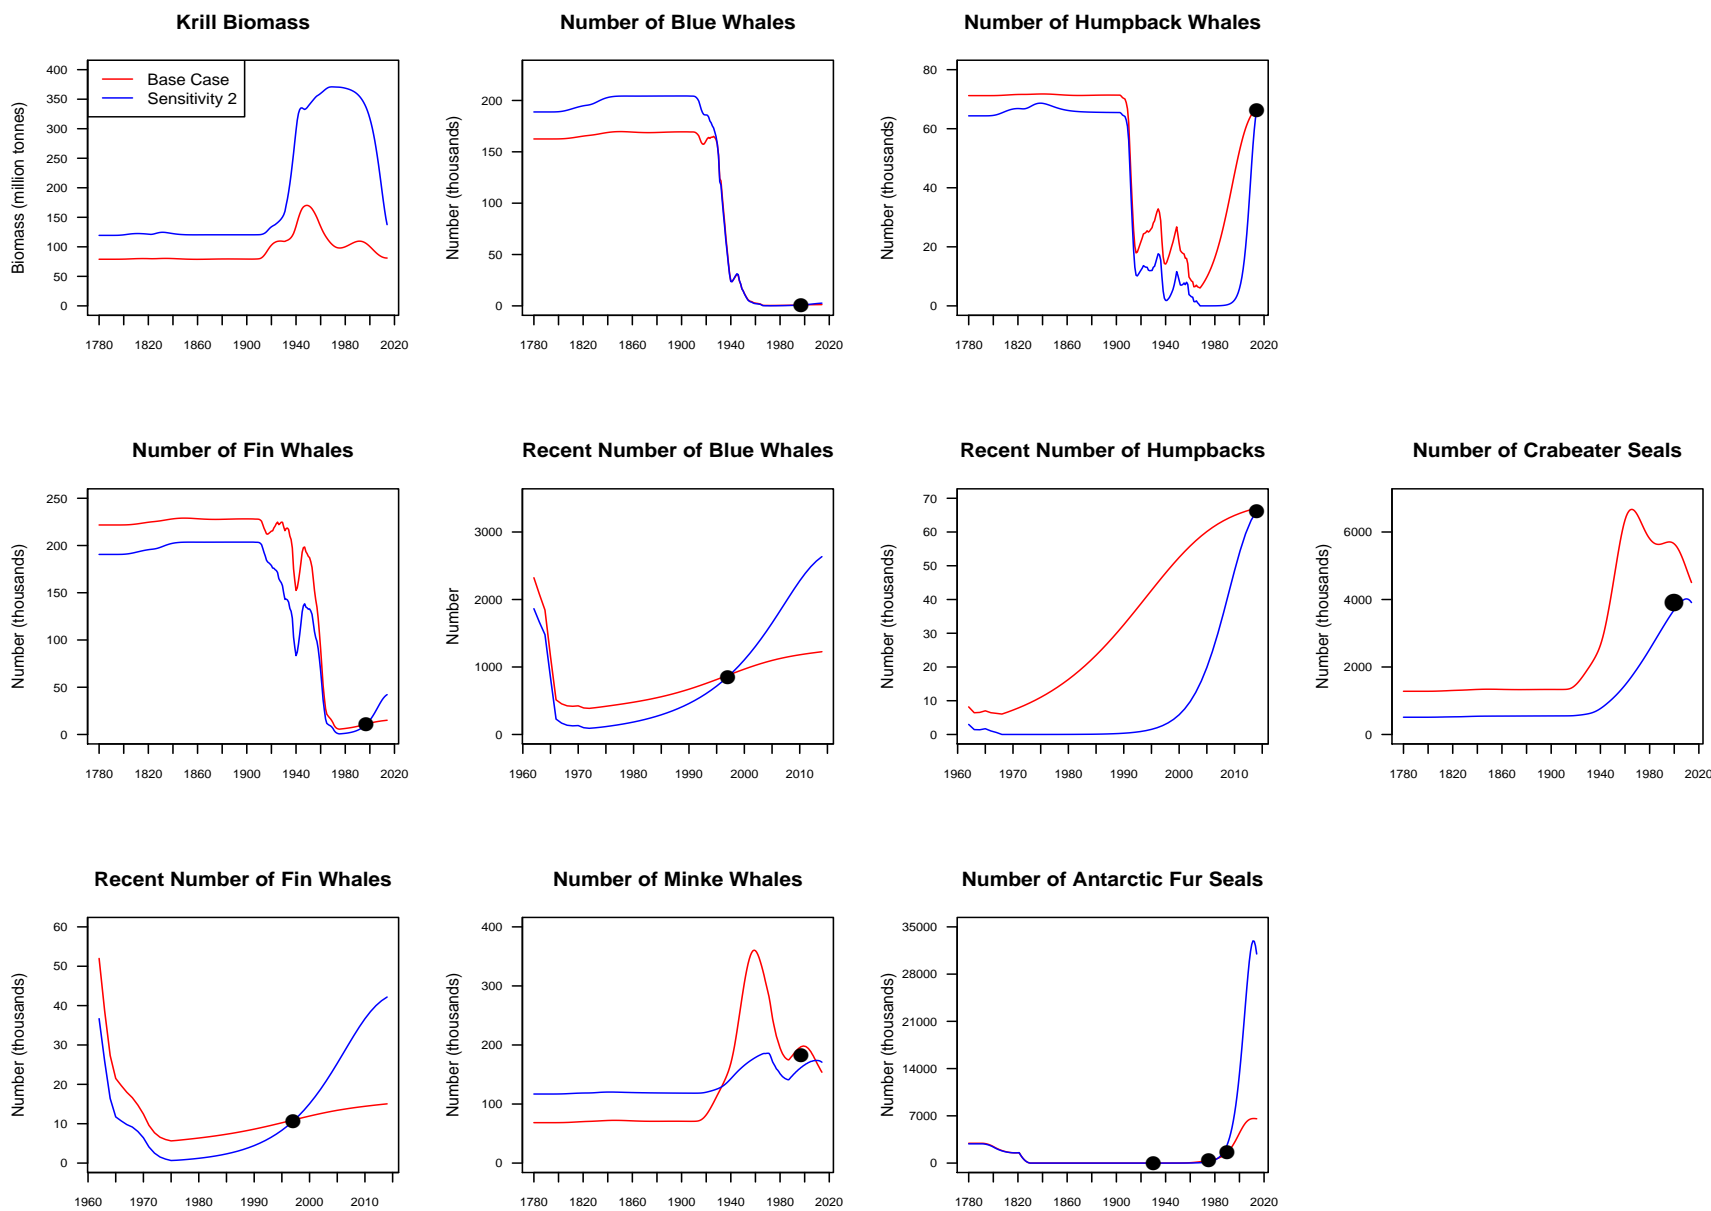 Krill Biomass
Biomass (million tonnes)
400
350
300
250
200
150
100
50
0
Base Case
Sensitivity 2
1780 1820 1860 1900 1940 1980 2020
Number of Blue Whales
Number (thousands)
200
150
100
50
0
1780 1820 1860 1900 1940 1980 2020
Number of Humpback Whales
Number (thousands)
80
60
40
20
0
1780 1820 1860 1900 1940 1980 2020
Number of Fin Whales
Number (thousands)
250
200
150
100
50
0
1780 1820 1860 1900 1940 1980 2020
Recent Number of Blue Whales
Number
3000
2000
1000
0
1960 1970 1980 1990 2000 2010
Recent Number of Humpbacks
Number (thousands)
70
60
50
40
30
20
10
0
1960 1970 1980 1990 2000 2010
Number of Crabeater Seals
Number (thousands)
6000
4000
2000
0
1780 1820 1860 1900 1940 1980 2020
Recent Number of Fin Whales
Number (thousands)
60
50
40
30
20
10
0
1960 1970 1980 1990 2000 2010
Number of Minke Whales
Number (thousands)
400
300
200
100
0
1780 1820 1860 1900 1940 1980 2020
Number of Antarctic Fur Seals
Number (thousands)
35000
28000
21000
14000
7000
0
1780 1820 1860 1900 1940 1980 2020